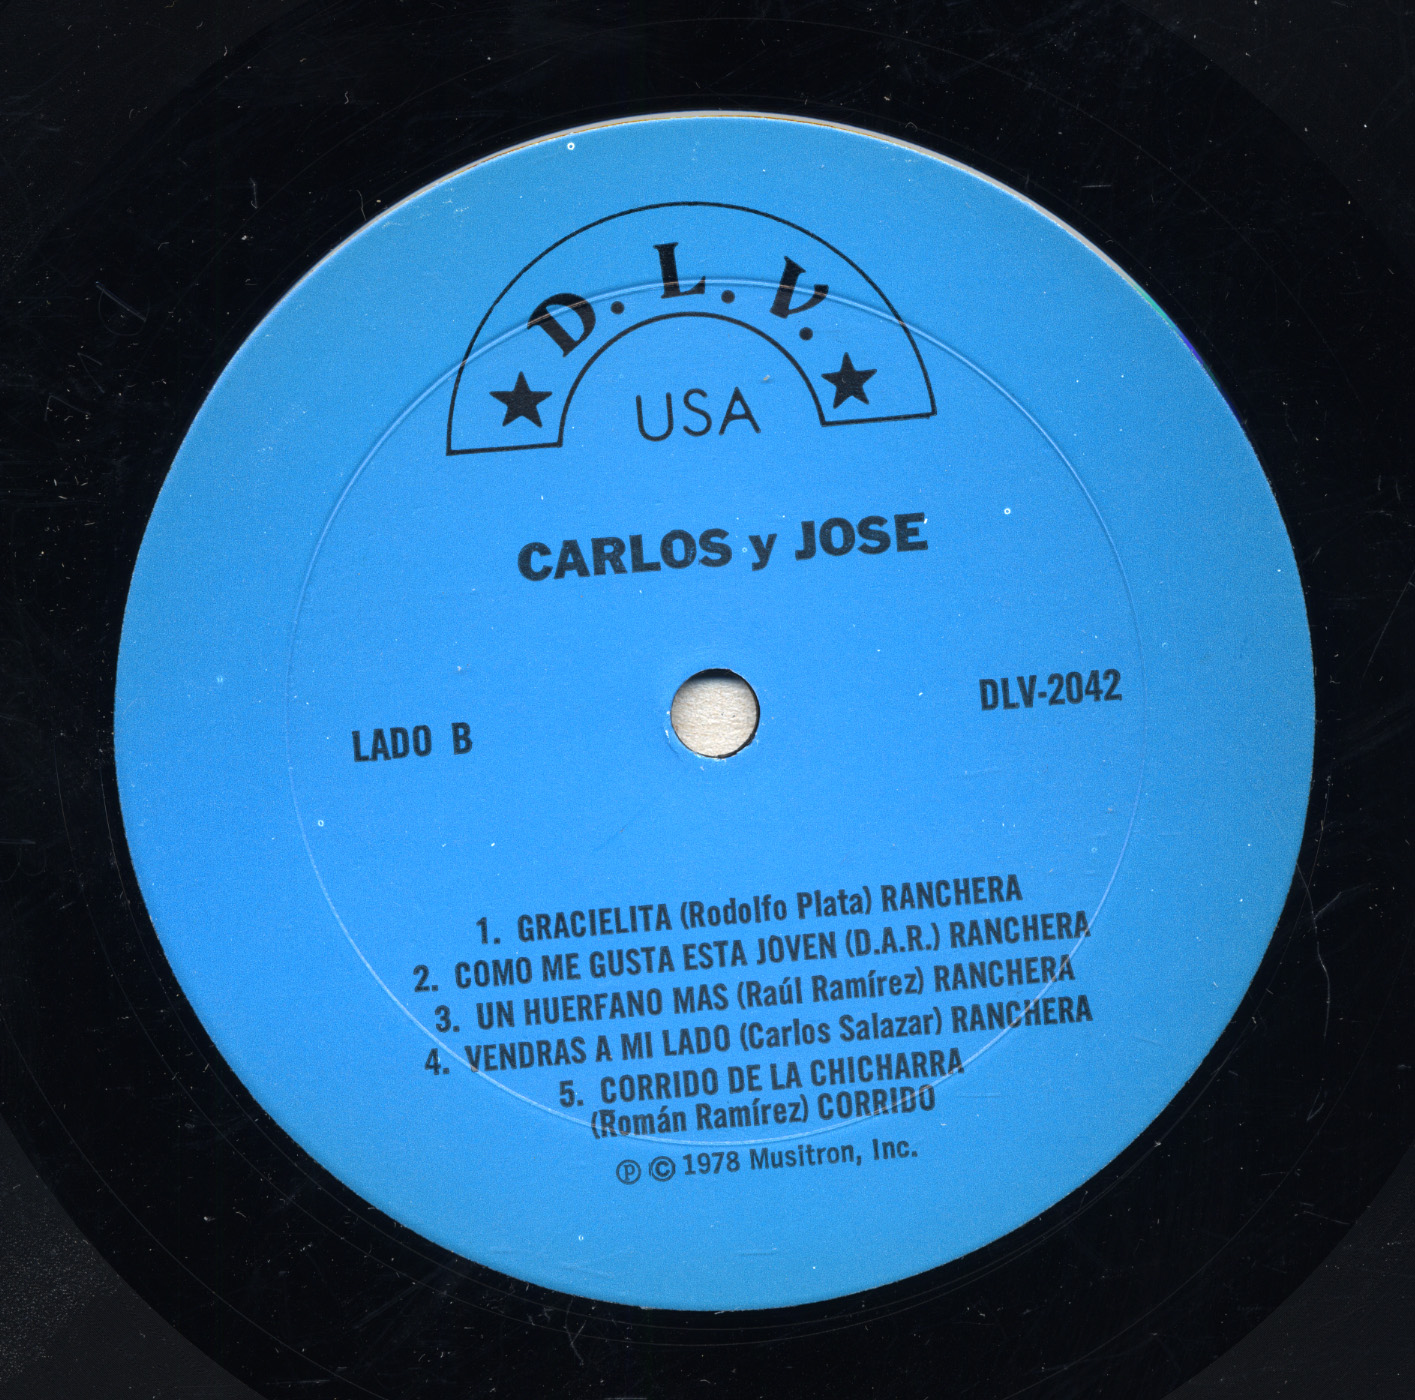 D. L. V.
USA
CARLOS y JOSE
DLV-2042
LADO B
1. GRACIELITA (Rodolfo Plata) RANCHERA
2. COMO ME GUSTA ESTA JOVEN (D.A.R.) RANCHERA
3. UN HUERFANO MAS (Raúl Ramírez) RANCHERA
4. VENDRAS A MI LADO (Carlos Salazar) RANCHERA
5. CORRIDO DE LA CHICHARRA
(Román Ramírez) CORRIDO
℗ © 1978 Musitron, Inc.